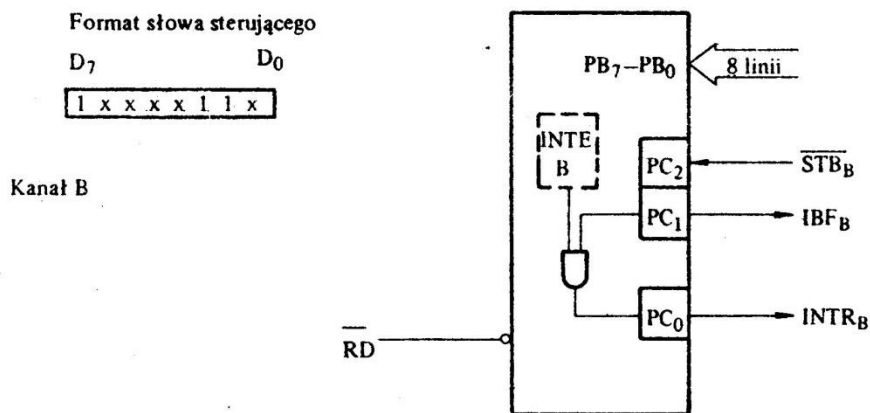 Format słowa sterującego
D7 D0
1 x x x x 1 1 x
Kanał B
PB7–PB0
8 linii
INTE
B
PC2
STBB
PC1
IBFB
PC0
INTRB
RD